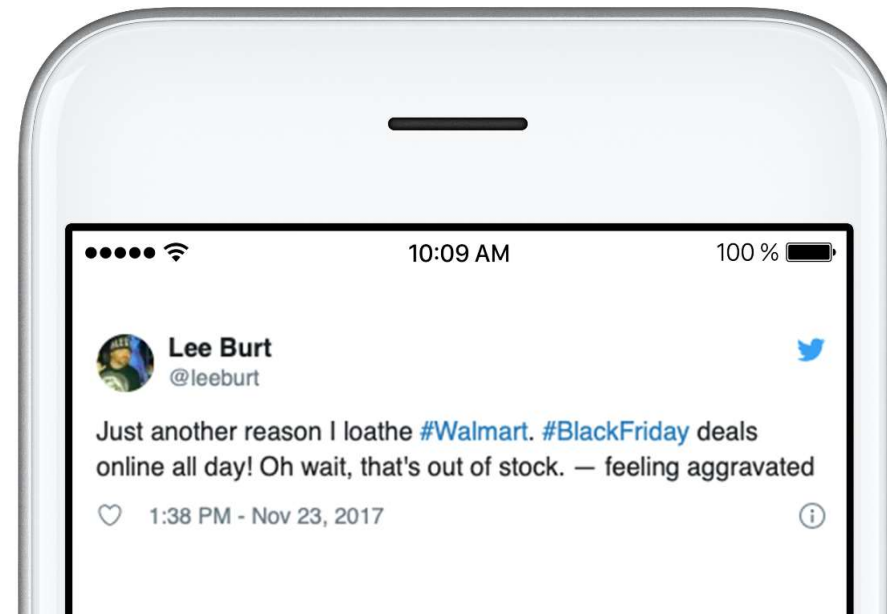 10:09 AM 100 %
Lee Burt
@leeburt
Just another reason I loathe #Walmart. #BlackFriday deals
online all day! Oh wait, that's out of stock. — feeling aggravated
1:38 PM - Nov 23, 2017